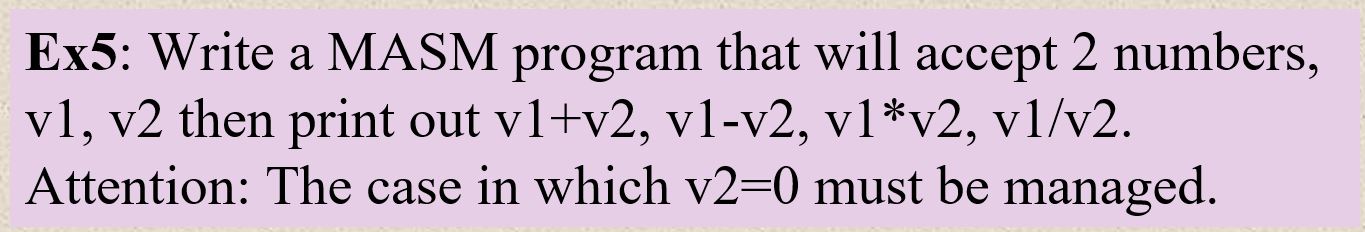 Ex5: Write a MASM program that will accept 2 numbers,
v1, v2 then print out v1+v2, v1-v2, v1*v2, v1/v2.
Attention: The case in which v2=0 must be managed.